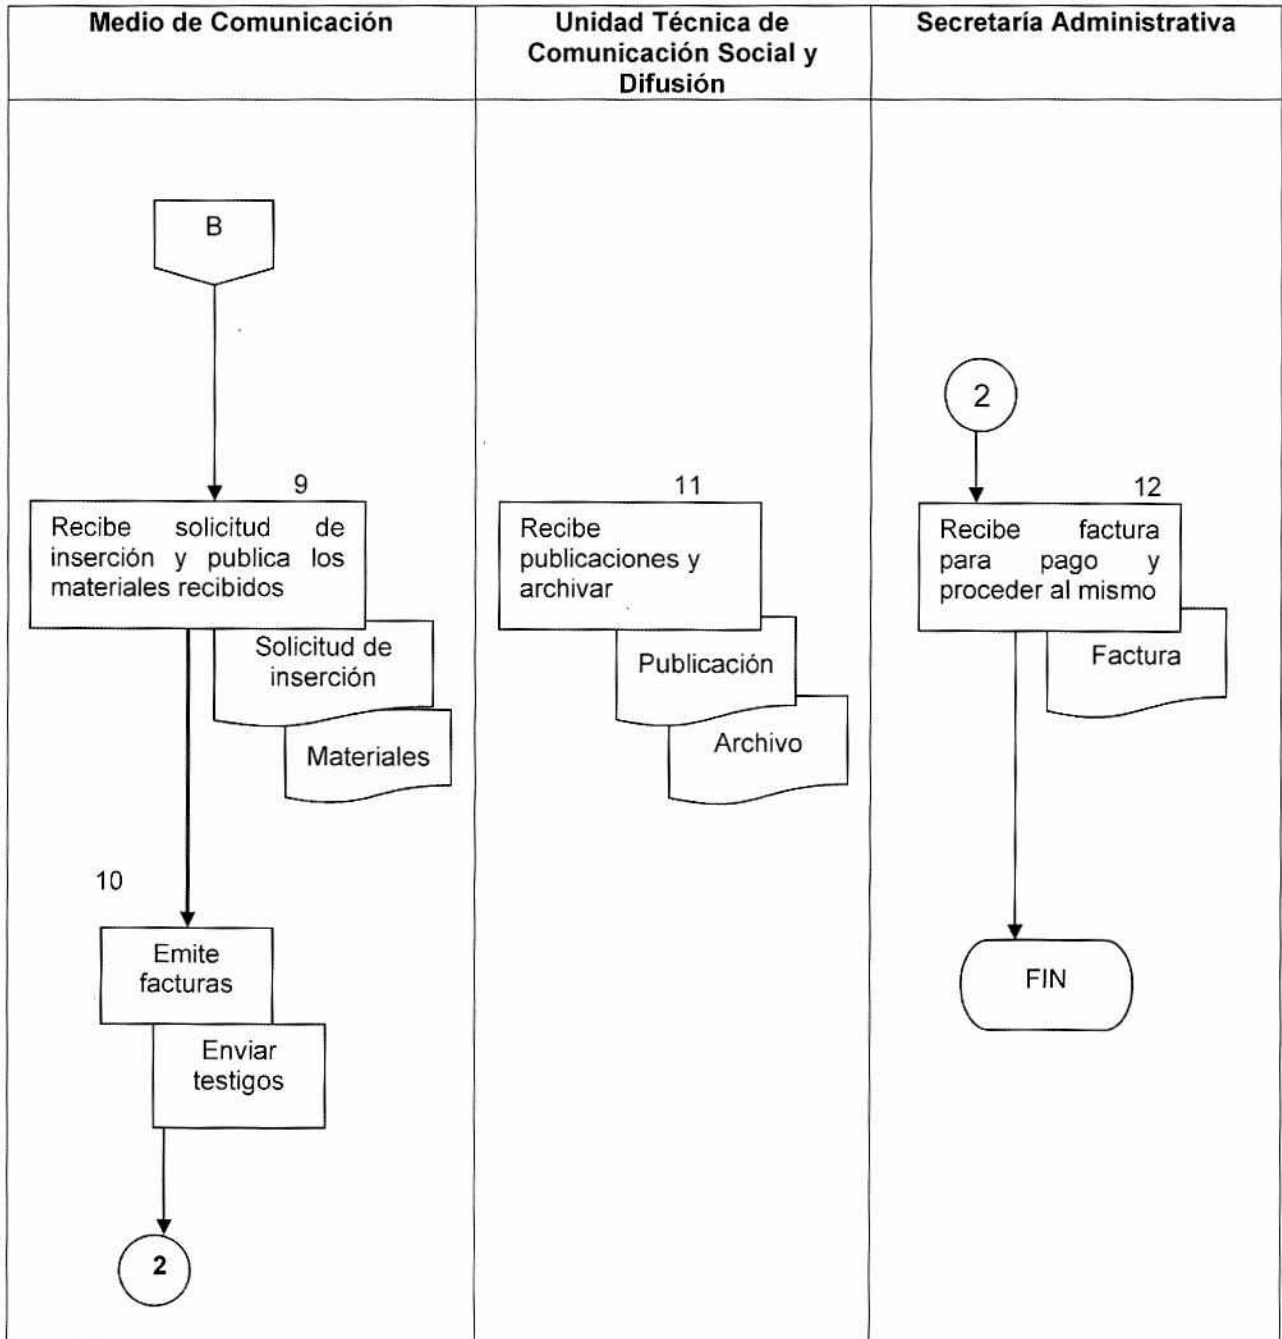 Medio de Comunicación
Unidad Técnica de
Comunicación Social y
Difusión
Secretaría Administrativa
B
9
Recibe solicitud de
inserción y publica los
materiales recibidos
Solicitud de
inserción
Materiales
10
Emite
facturas
Enviar
testigos
2
11
Recibe
publicaciones y
archivar
Publicación
Archivo
2
12
Recibe factura
para pago y
proceder al mismo
Factura
FIN